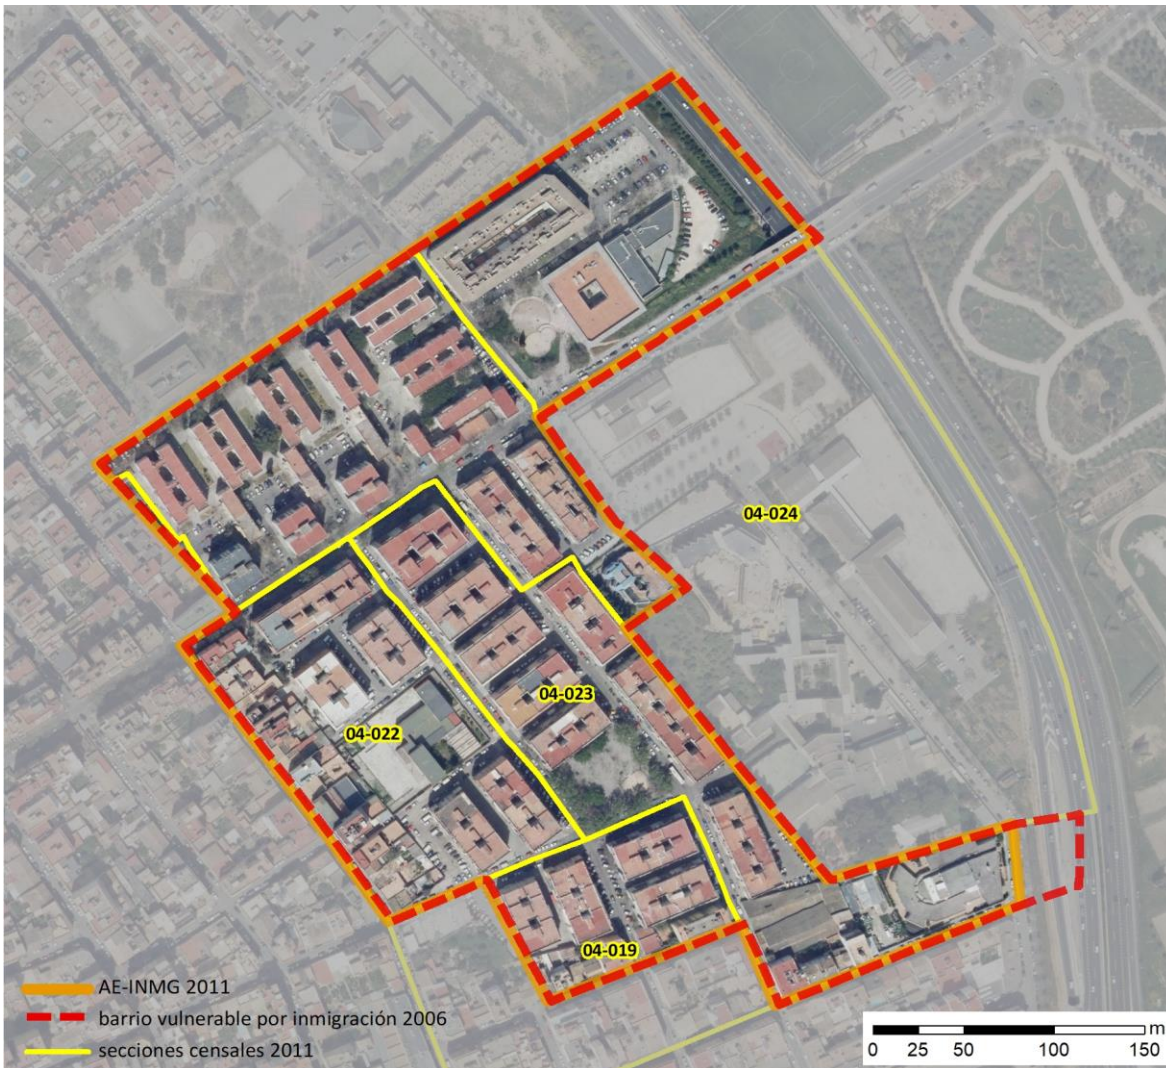 04-024
04-023
04-022
04-019
AE-INMG 2011
barrio vulnerable por inmigración 2006
secciones censales 2011
m
0 25 50 100 150